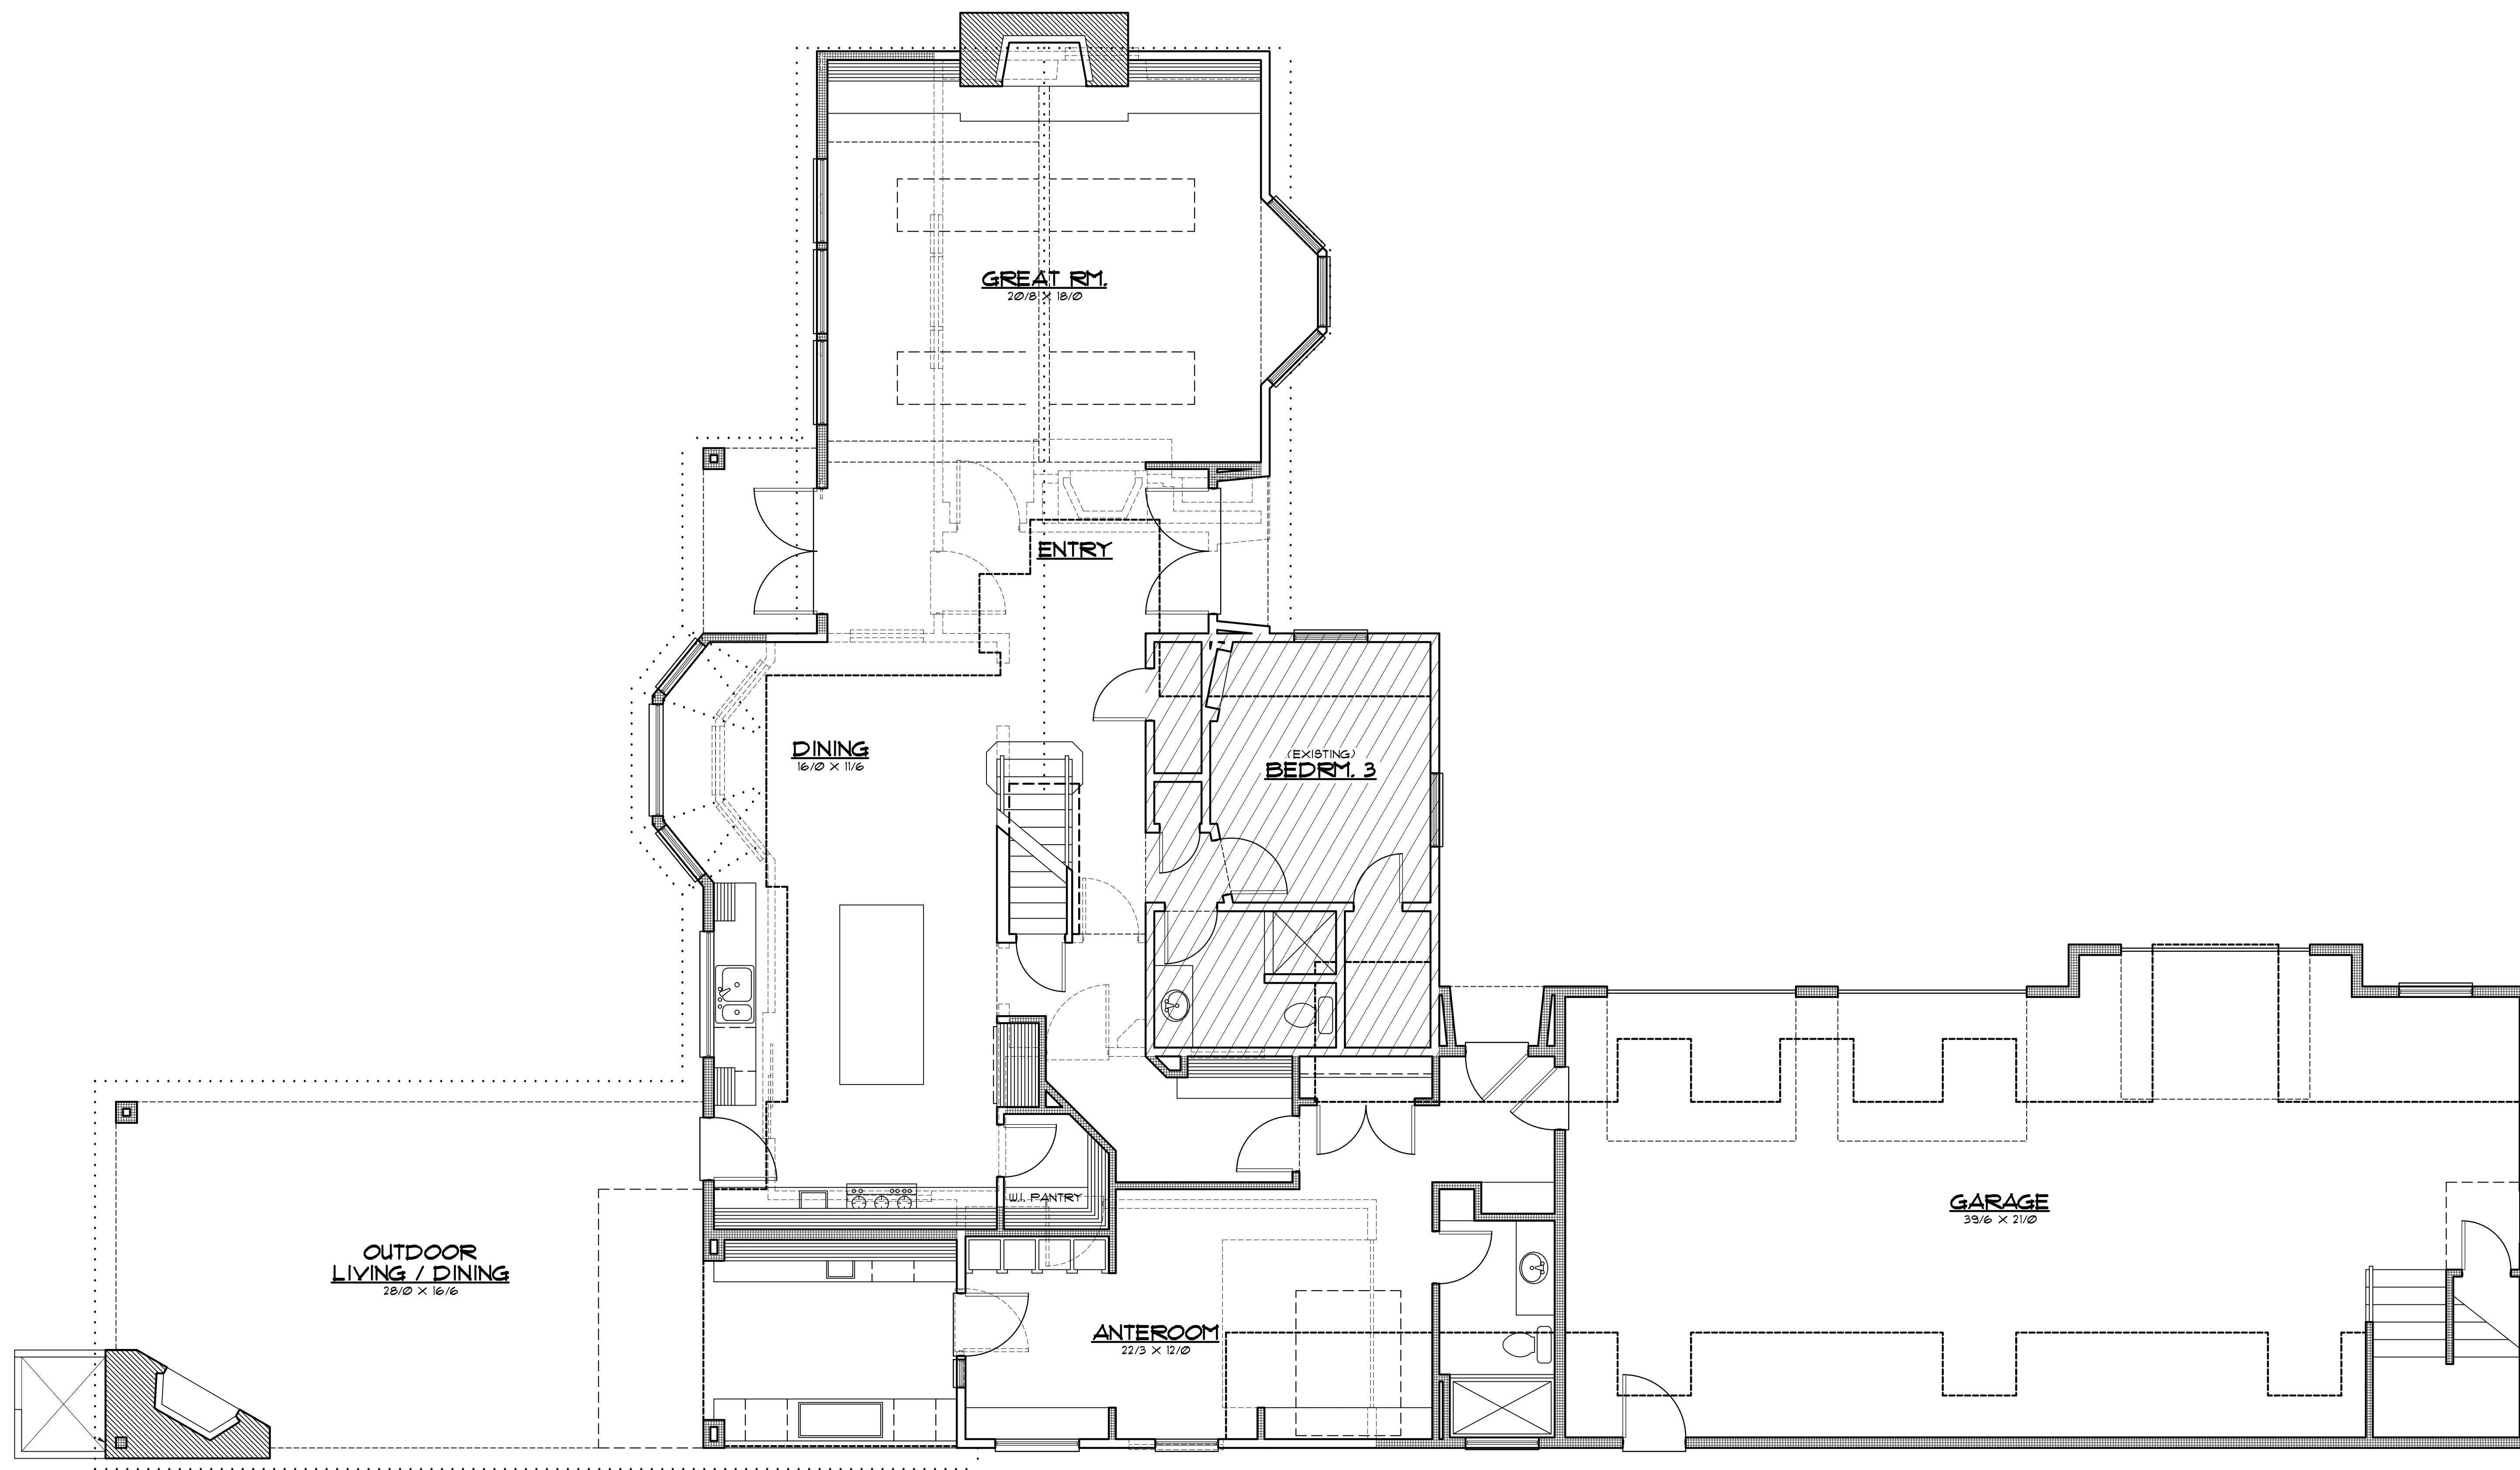 GREAT RM.
20/8 X 18/0
ENTRY
DINING
16/0 X 11/6
(EXISTING)
BEDRM. 3
W.I. PANTRY
GARAGE
39/6 X 21/0
OUTDOOR
LIVING / DINING
28/0 X 16/6
ANTEROOM
22/3 X 12/0